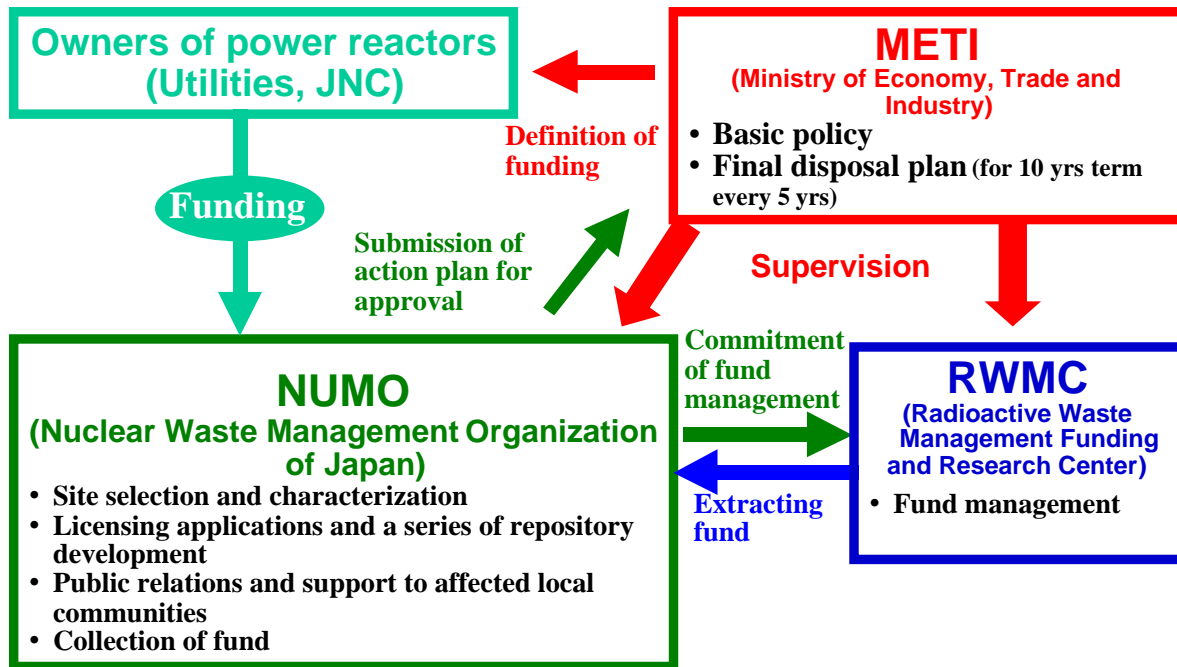 Owners of power reactors
(Utilities, JNC)
METI
(Ministry of Economy, Trade and
Industry)
• Basic policy
• Final disposal plan (for 10 yrs term
every 5 yrs)
Definition of
funding
Funding
Submission of
action plan for
approval
Supervision
NUMO
(Nuclear Waste Management Organization
of Japan)
• Site selection and characterization
• Licensing applications and a series of repository
development
• Public relations and support to affected local
communities
• Collection of fund
Commitment
of fund
management
Extracting
fund
RWMC
(Radioactive Waste
Management Funding
and Research Center)
• Fund management